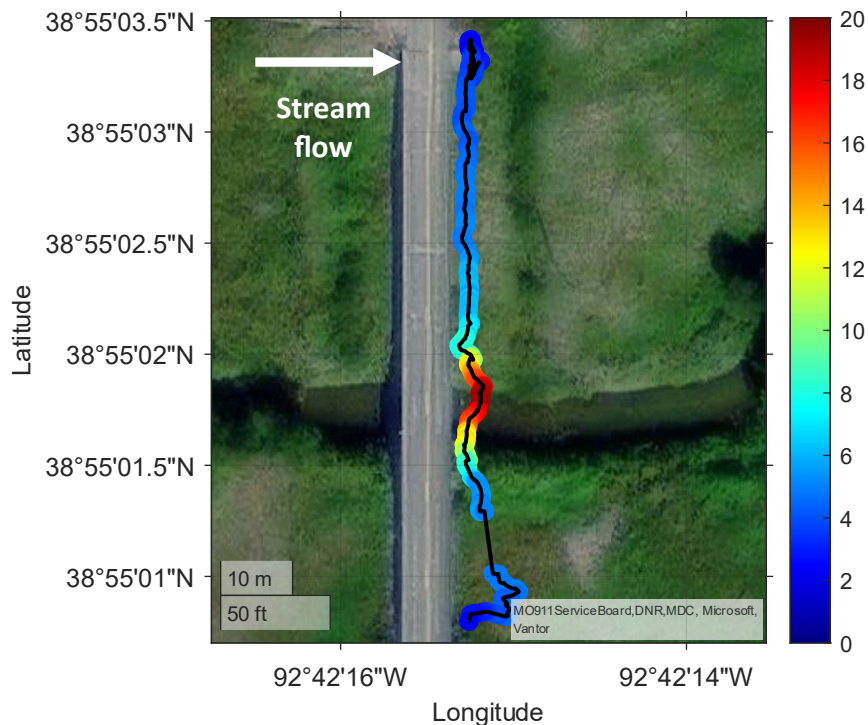 38°55'03.5"N
38°55'03"N
38°55'02.5"N
38°55'02"N
38°55'01.5"N
38°55'01"N
Latitude
Stream
flow
10 m
50 ft
MO911ServiceBoard,DNR,MDC, Microsoft,
Vantor
92°42'16"W
92°42'14"W
Longitude
20
18
16
14
12
10
8
6
4
2
0